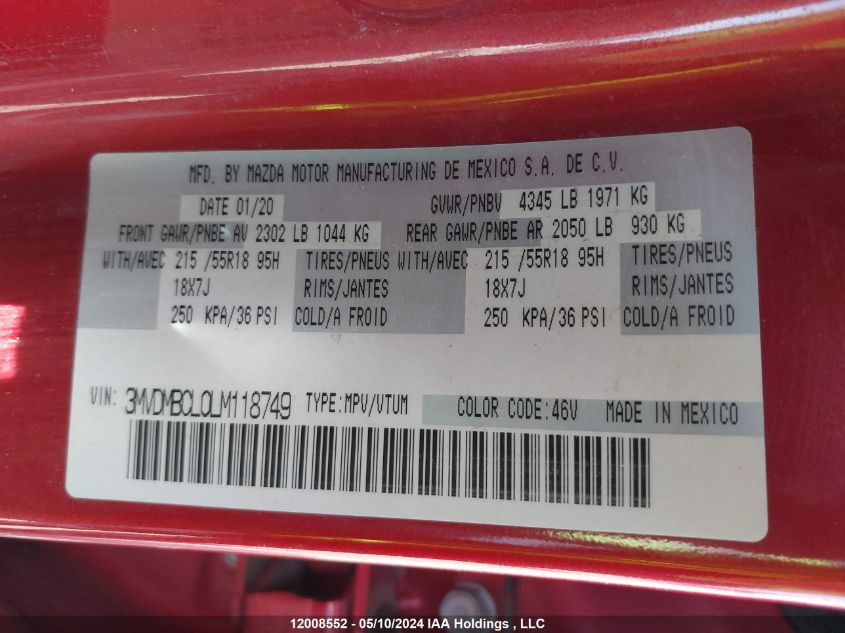 MFD. BY MAZDA MOTOR MANUFACTURING DE MEXICO S.A. DE C.V.
DATE 01/20 GVWR/PNBV 4345 LB 1971 KG
FRONT GAWR/PNBE AV 2302 LB 1044 KG REAR GAWR/PNBE AR 2050 LB 930 KG
WITH/AVEC 215 /55R18 95H TIRES/PNEUS WITH/AVEC 215 /55R18 95H TIRES/PNEUS
18X7J RIMS/JANTES 18X7J RIMS/JANTES
250 KPA/36 PSI COLD/A FROID 250 KPA/36 PSI COLD/A FROID
VIN: 3MVDMBCL0LM118749 TYPE:MPV/VTUM COLOR CODE:46V MADE IN MEXICO
12008552 - 05/10/2024 IAA Holdings , LLC